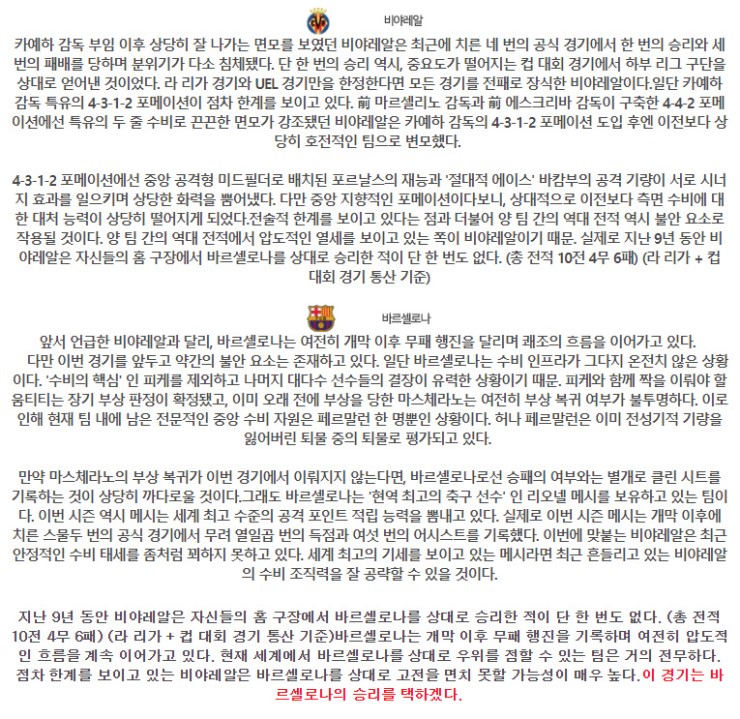 비야레알
카예하 감독 부임 이후 상당히 잘 나가는 면모를 보였던 비야레알은 최근에 치른 네 번의 공식 경기에서 한 번의 승리와 세
번의 패배를 당하며 분위기가 다소 침체됐다. 단 한 번의 승리 역시, 중요도가 떨어지는 컵 대회 경기에서 하부 리그 구단을
상대로 얻어낸 것이었다. 라 리가 경기와 UEL 경기만을 한정한다면 모든 경기를 전패로 장식한 비야레알이다.일단 카예하
감독 특유의 4-3-1-2 포메이션이 점차 한계를 보이고 있다. 前 마르셀리노 감독과 前 에스크리바 감독이 구축한 4-4-2 포메
이션에선 특유의 두 줄 수비로 끈끈한 면모가 강조됐던 비야레알은 카예하 감독의 4-3-1-2 포메이션 도입 후엔 이전보다 상
당히 호전적인 팀으로 변모했다.
4-3-1-2 포메이션에선 중앙 공격형 미드필더로 배치된 포르날스의 재능과 '절대적 에이스' 바캄부의 공격 기량이 서로 시너
지 효과를 일으키며 상당한 화력을 뿜어냈다. 다만 중앙 지향적인 포메이션이다보니, 상대적으로 이전보다 측면 수비에 대
한 대처 능력이 상당히 떨어지게 되었다.전술적 한계를 보이고 있다는 점과 더불어 양 팀 간의 역대 전적 역시 불안 요소로
작용될 것이다. 양 팀 간의 역대 전적에서 압도적인 열세를 보이고 있는 쪽이 비야레알이기 때문. 실제로 지난 9년 동안 비
야레알은 자신들의 홈 구장에서 바르셀로나를 상대로 승리한 적이 단 한 번도 없다. (총 전적 10전 4무 6패) (라 리가 + 컵
대회 경기 통산 기준)
바르셀로나
앞서 언급한 비야레알과 달리, 바르셀로나는 여전히 개막 이후 무패 행진을 달리며 쾌조의 흐름을 이어가고 있다.
다만 이번 경기를 앞두고 약간의 불안 요소는 존재하고 있다. 일단 바르셀로나는 수비 인프라가 그다지 온전치 않은 상황
이다. '수비의 핵심' 인 피케를 제외하고 나머지 대다수 선수들의 결장이 유력한 상황이기 때문. 피케와 함께 짝을 이뤄야 할
움티티는 장기 부상 판정이 확정됐고, 이미 오래 전에 부상을 당한 마스체라노는 여전히 부상 복귀 여부가 불투명하다. 이로
인해 현재 팀 내에 남은 전문적인 중앙 수비 자원은 페르말런 한 명뿐인 상황이다. 허나 페르말런은 이미 전성기적 기량을
잃어버린 퇴물 중의 퇴물로 평가되고 있다.
만약 마스체라노의 부상 복귀가 이번 경기에서 이뤄지지 않는다면, 바르셀로나로선 승패의 여부와는 별개로 클린 시트를
기록하는 것이 상당히 까다로울 것이다.그래도 바르셀로나는 '현역 최고의 축구 선수' 인 리오넬 메시를 보유하고 있는 팀이
다. 이번 시즌 역시 메시는 세계 최고 수준의 공격 포인트 적립 능력을 뽐내고 있다. 실제로 이번 시즌 메시는 개막 이후에
치른 스물두 번의 공식 경기에서 무려 열일곱 번의 득점과 여섯 번의 어시스트를 기록했다. 이번에 맞붙는 비야레알은 최근
안정적인 수비 태세를 좀처럼 꾀하지 못하고 있다. 세계 최고의 기세를 보이고 있는 메시라면 최근 흔들리고 있는 비야레알
의 수비 조직력을 잘 공략할 수 있을 것이다.
지난 9년 동안 비야레알은 자신들의 홈 구장에서 바르셀로나를 상대로 승리한 적이 단 한 번도 없다. (총 전적
10전 4무 6패) (라 리가 + 컵 대회 경기 통산 기준)바르셀로나는 개막 이후 무패 행진을 기록하며 여전히 압도적
인 흐름을 계속 이어가고 있다. 현재 세계에서 바르셀로나를 상대로 우위를 점할 수 있는 팀은 거의 전무하다.
점차 한계를 보이고 있는 비야레알은 바르셀로나를 상대로 고전을 면치 못할 가능성이 매우 높다.이 경기는 바
르셀로나의 승리를 택하겠다.